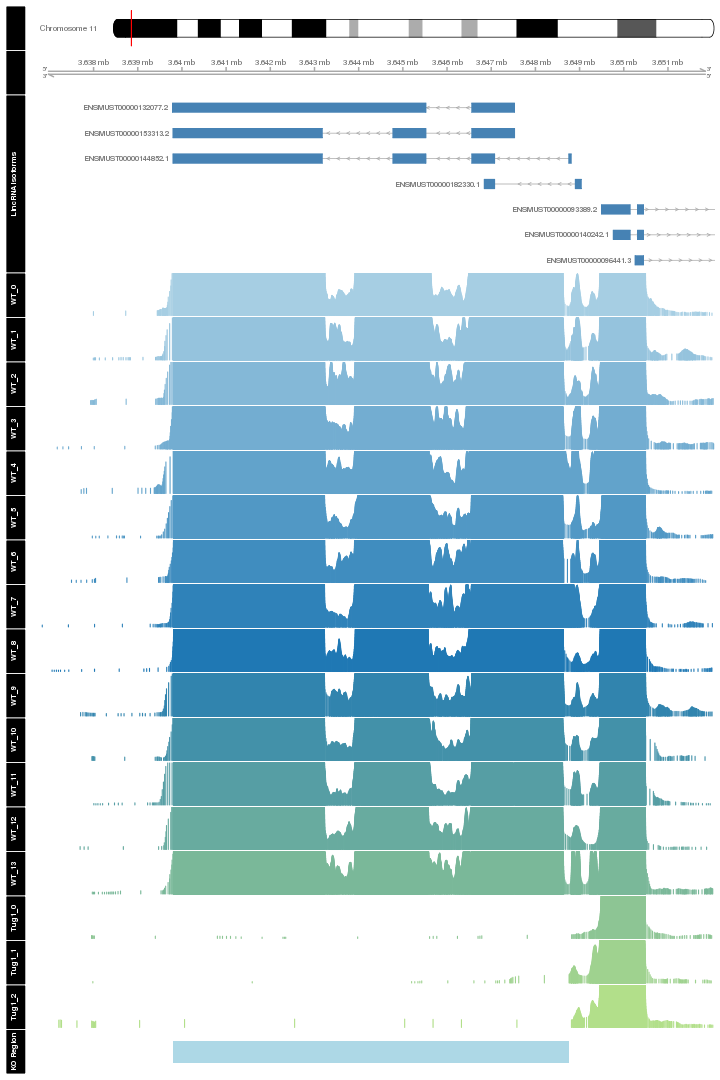 Chromosome 11
5' 3.638 mb 3.639 mb 3.64 mb 3.641 mb 3.642 mb 3.643 mb 3.644 mb 3.645 mb 3.646 mb 3.647 mb 3.648 mb 3.649 mb 3.65 mb 3.651 mb 3'
3' 5'
LincRNA Isoforms
ENSMUST00000132077.2
ENSMUST00000153313.2
ENSMUST00000144852.1
ENSMUST00000182330.1
ENSMUST00000093389.2
ENSMUST00000140242.1
ENSMUST00000096441.3
WT_0
WT_1
WT_2
WT_3
WT_4
WT_5
WT_6
WT_7
WT_8
WT_9
WT_10
WT_11
WT_12
WT_13
Tug1_0
Tug1_1
Tug1_2
KO Region